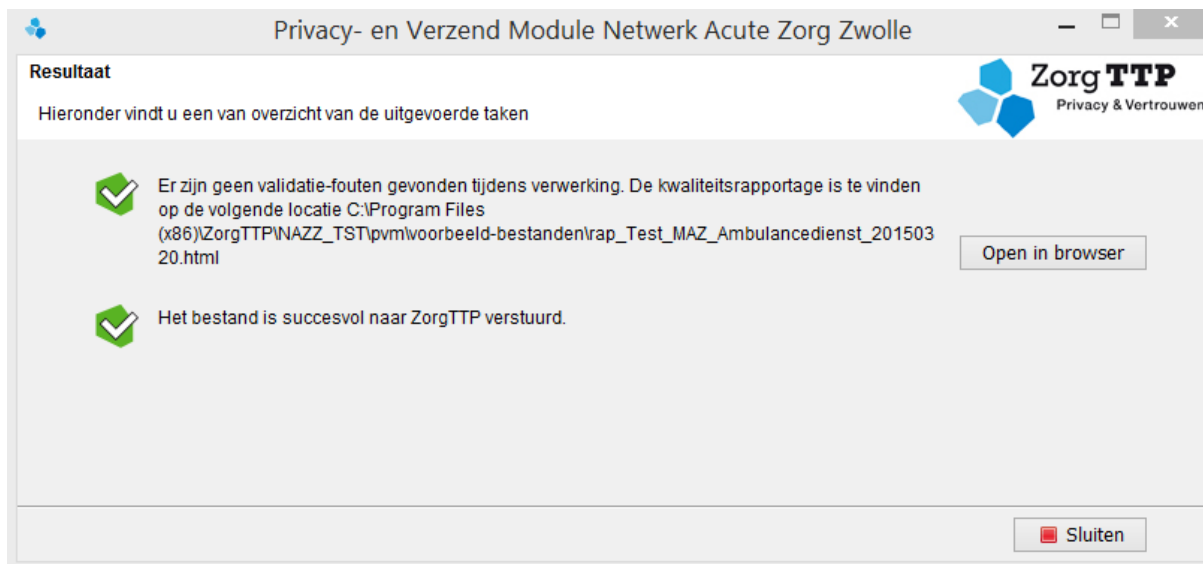 Privacy- en Verzend Module Netwerk Acute Zorg Zwolle
Resultaat
Hieronder vindt u een van overzicht van de uitgevoerde taken
Zorg TTP
Privacy & Vertrouwen
Er zijn geen validatie-fouten gevonden tijdens verwerking. De kwaliteitsrapportage is te vinden
op de volgende locatie C:\Program Files
(x86)\ZorgTTP\NAZZ_TST\pvm\voorbeeld-bestanden\rap_Test_MAZ_Ambulancedienst_201503
20.html
Open in browser
Het bestand is succesvol naar ZorgTTP verstuurd.
Sluiten